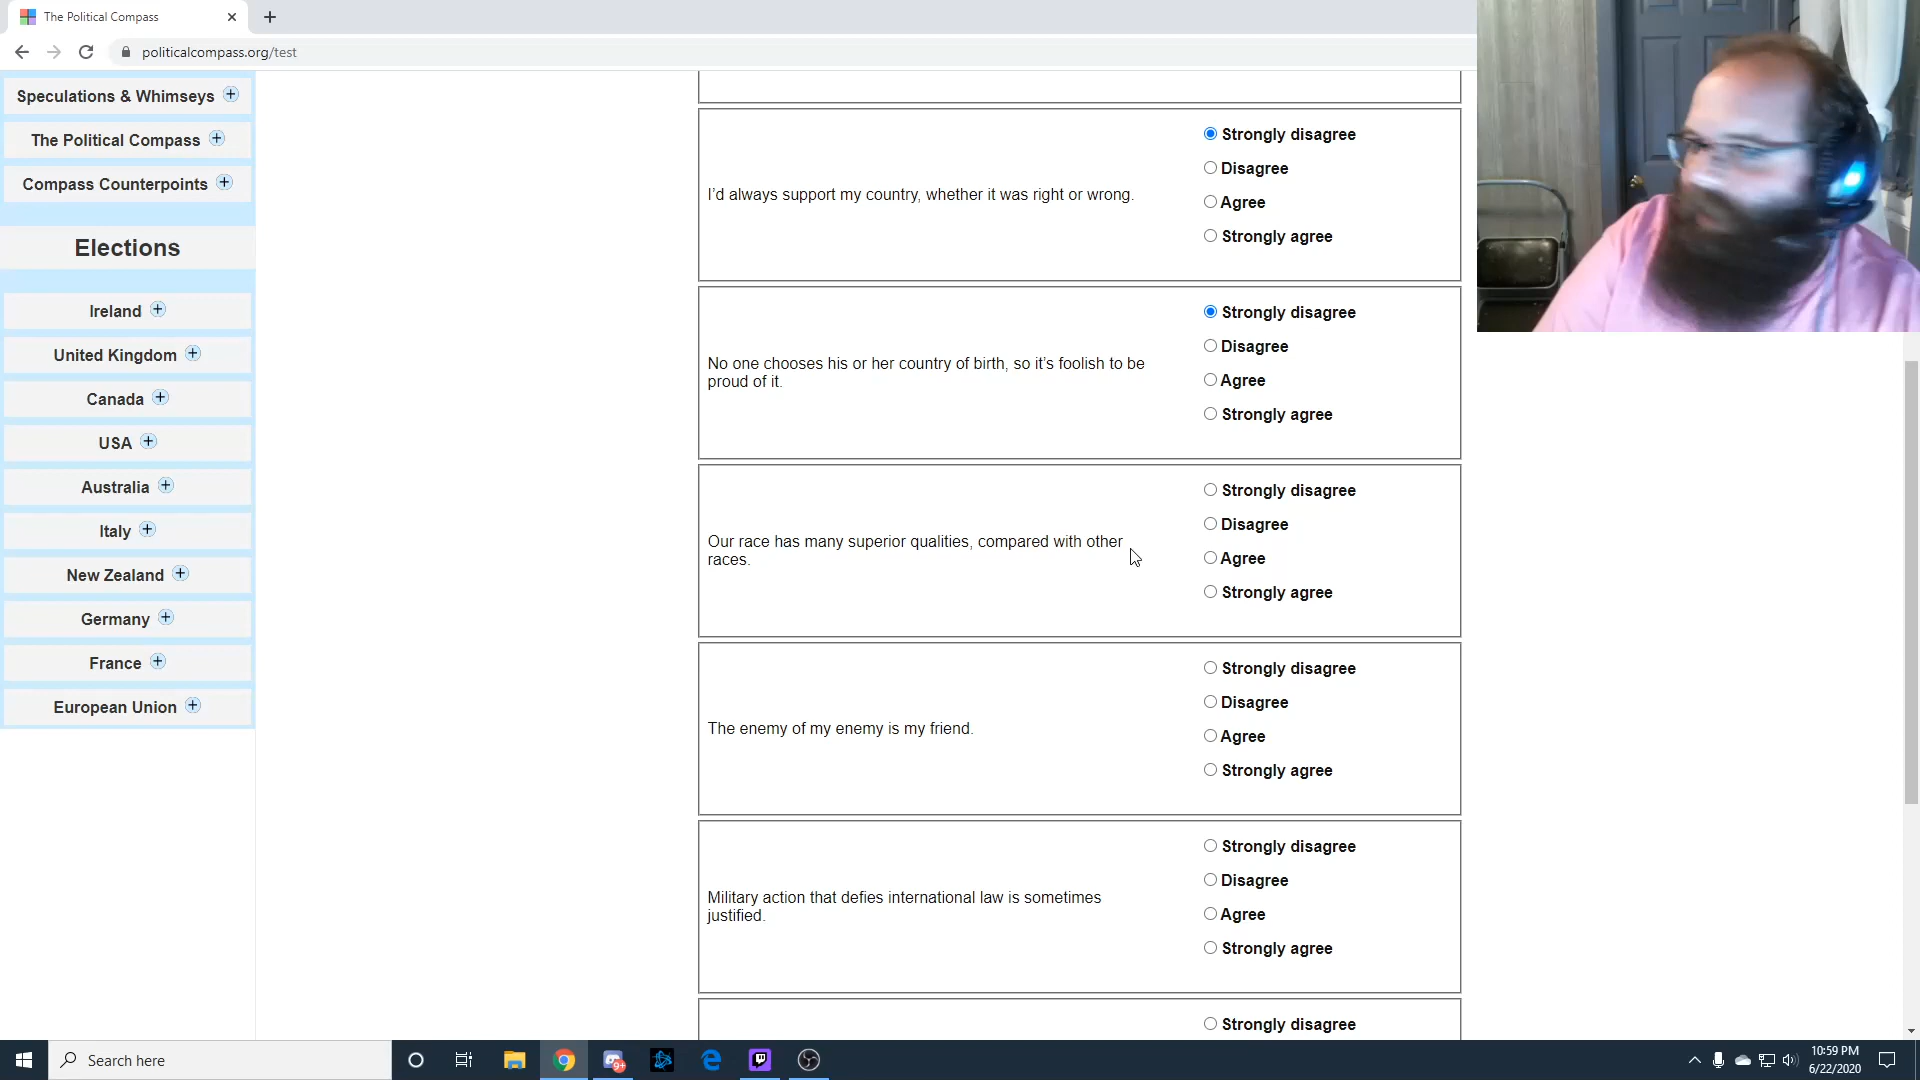 The Political Compass
politicalcompass.org/test
Speculations & Whimseys +
The Political Compass +
Compass Counterpoints +
Elections
Ireland +
United Kingdom +
Canada +
USA +
Australia +
Italy +
New Zealand +
Germany +
France +
European Union +
Strongly disagree
Disagree
I'd always support my country, whether it was right or wrong.
Agree
Strongly agree
Strongly disagree
Disagree
No one chooses his or her country of birth, so it's foolish to be
proud of it.
Agree
Strongly agree
Strongly disagree
Disagree
Our race has many superior qualities, compared with other
races.
Agree
Strongly agree
Strongly disagree
Disagree
The enemy of my enemy is my friend.
Agree
Strongly agree
Strongly disagree
Disagree
Military action that defies international law is sometimes
justified.
Agree
Strongly agree
Strongly disagree
Search here
9+
10:59 PM
6/22/2020